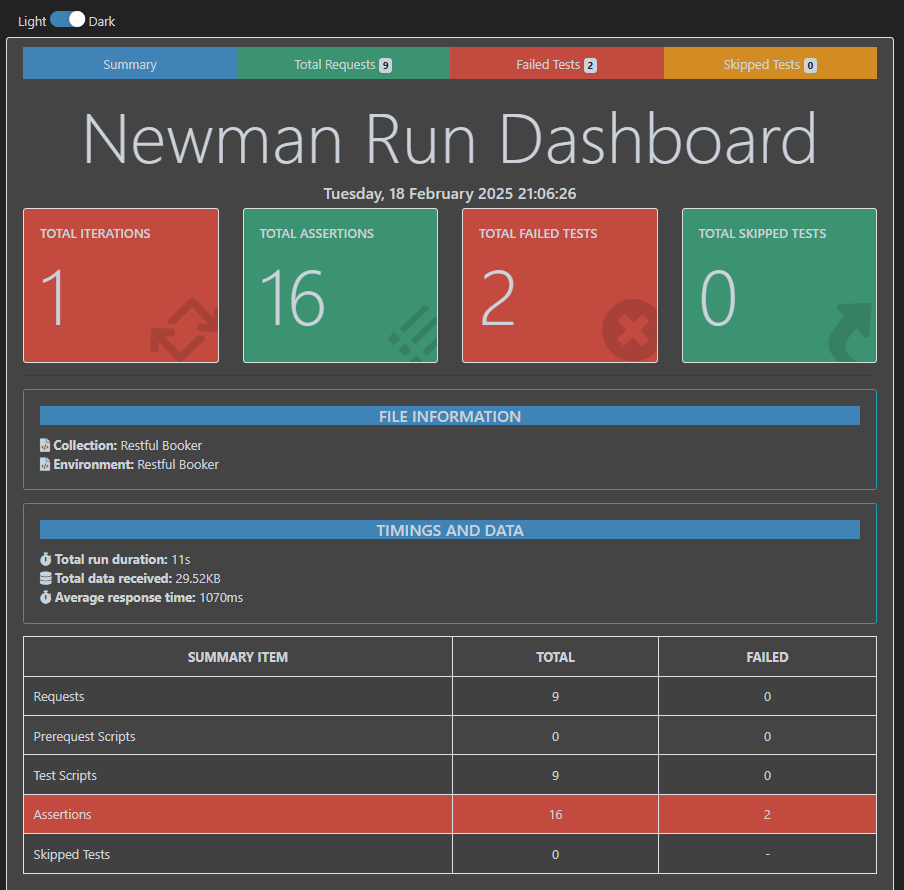 Light Dark
Summary Total Requests 9 Failed Tests 2 Skipped Tests 0
Newman Run Dashboard
Tuesday, 18 February 2025 21:06:26
TOTAL ITERATIONS TOTAL ASSERTIONS TOTAL FAILED TESTS TOTAL SKIPPED TESTS
1 16 2 0
FILE INFORMATION
Collection: Restful Booker
Environment: Restful Booker
TIMINGS AND DATA
Total run duration: 11s
Total data received: 29.52KB
Average response time: 1070ms
SUMMARY ITEM TOTAL FAILED
Requests 9 0
Prerequest Scripts 0 0
Test Scripts 9 0
Assertions 16 2
Skipped Tests 0 -